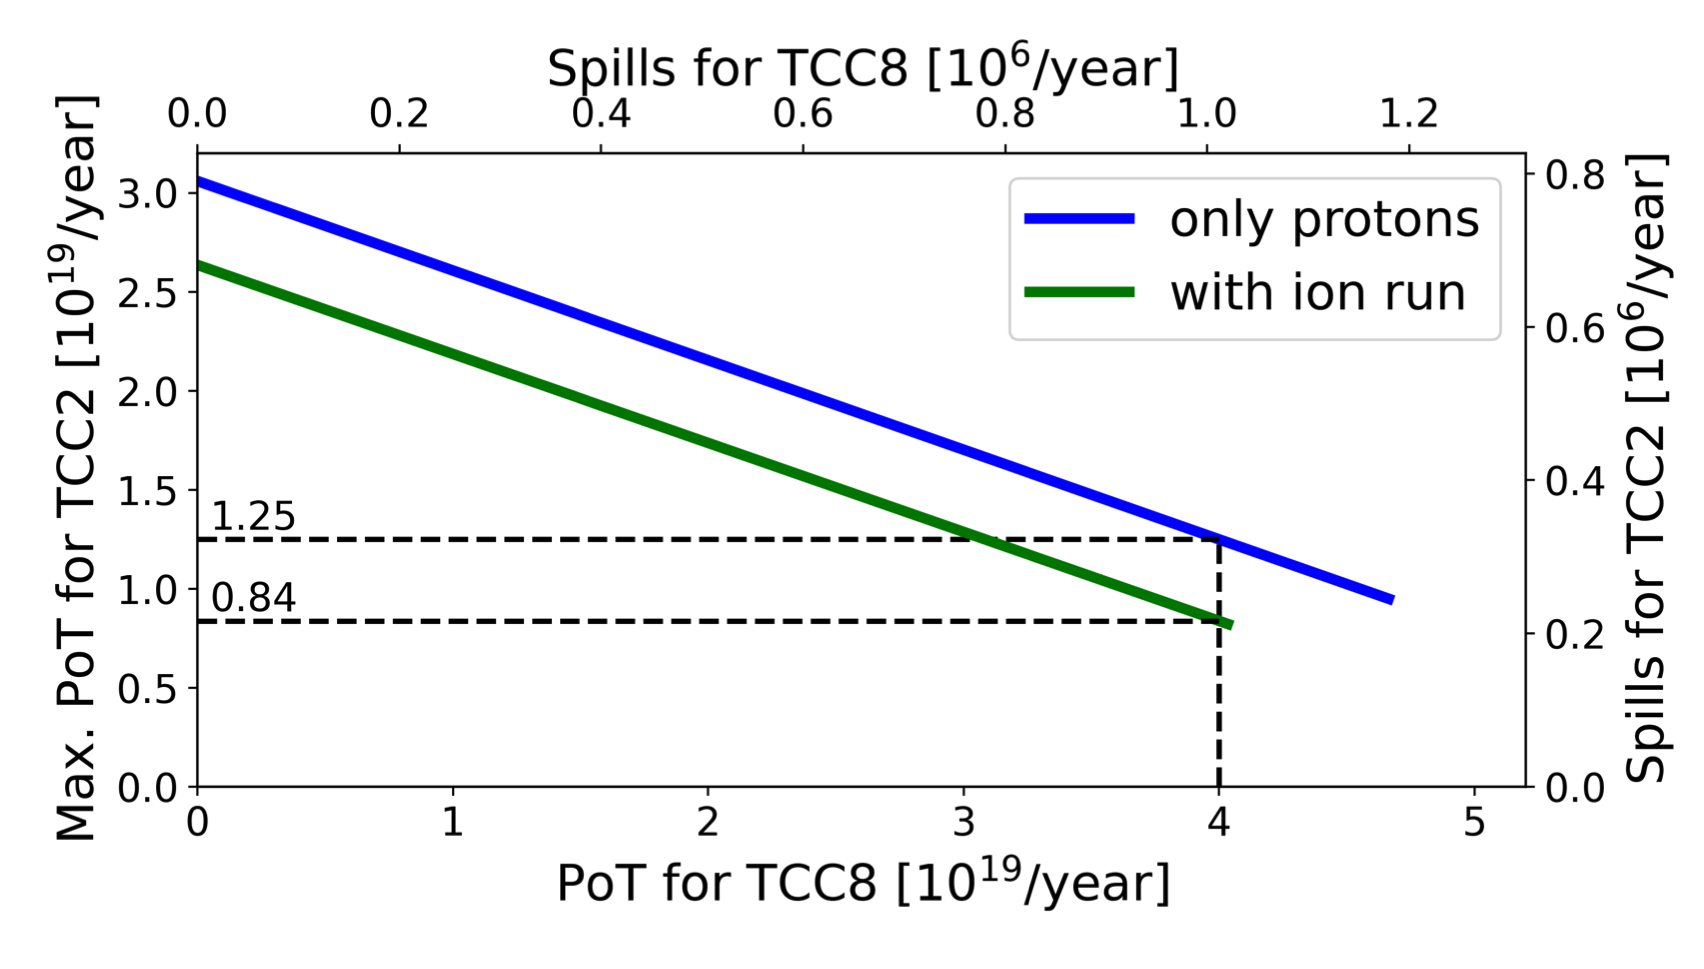 Spills for TCC8 [10⁶/year]
0.0 0.2 0.4 0.6 0.8 1.0 1.2
Max. PoT for TCC2 [10¹⁹/year]
3.0
2.5
2.0
1.5
1.0
0.5
0.0
only protons
with ion run
1.25
0.84
0.8
0.6
0.4
0.2
0.0
Spills for TCC2 [10⁶/year]
0 1 2 3 4 5
PoT for TCC8 [10¹⁹/year]